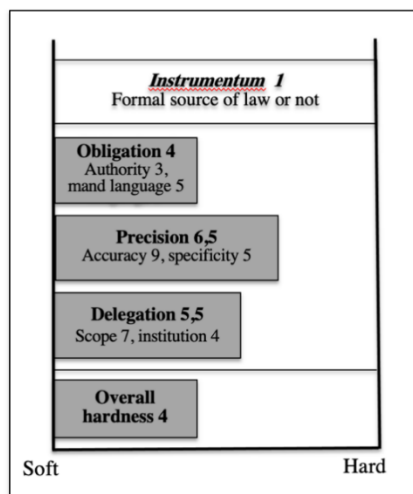 Instrumentum 1
Formal source of law or not
Obligation 4
Authority 3,
mand language 5
Precision 6,5
Accuracy 9, specificity 5
Delegation 5,5
Scope 7, institution 4
Overall
hardness 4
Soft
Hard